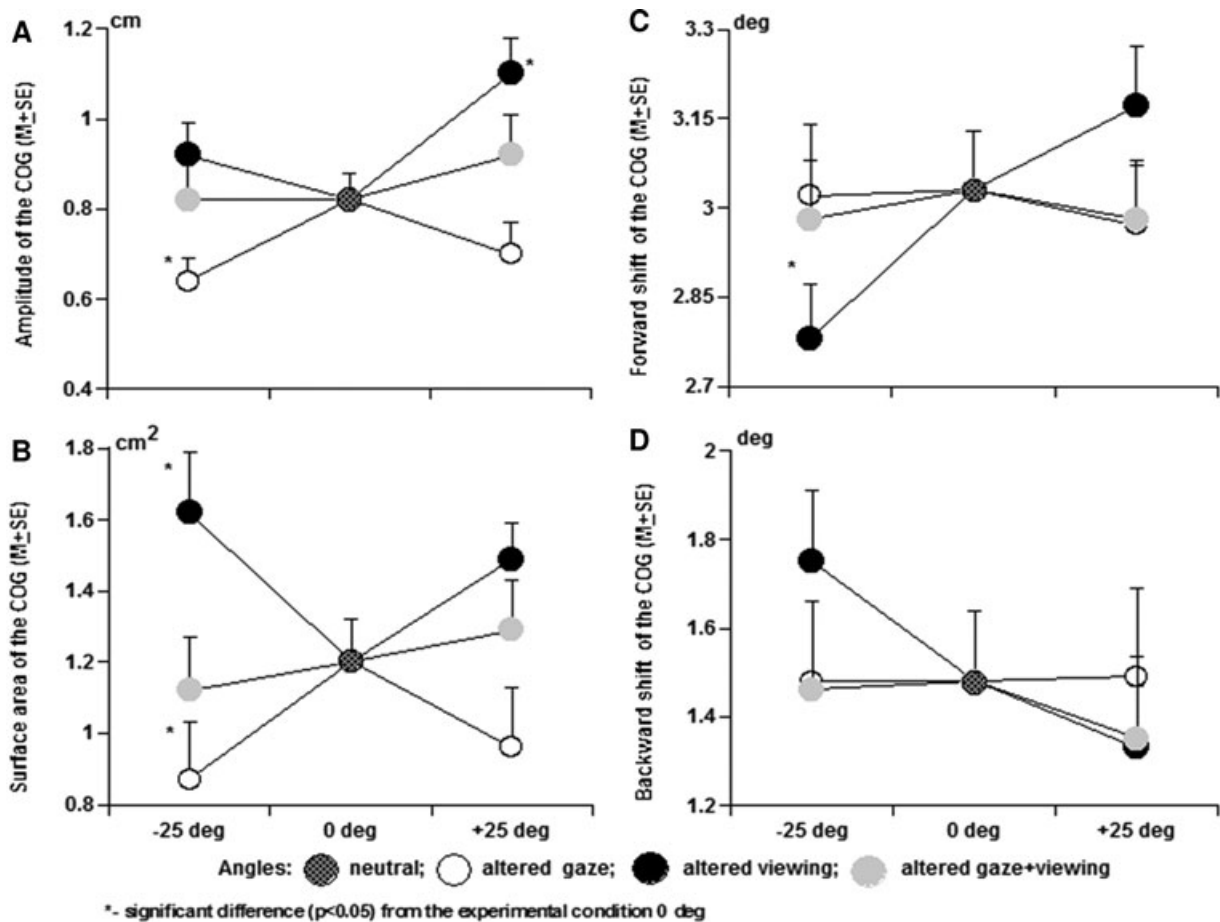 A
cm
Amplitude of the COG (M±SE)
1.2
1
0.8
0.6
0.4
C
deg
Forward shift of the COG (M±SE)
3.3
3.15
3
2.85
2.7
*
*
*
B
cm2
Surface area of the COG (M±SE)
1.8
1.6
1.4
1.2
1
0.8
*
*
-25 deg
0 deg
+25 deg
D
deg
Backward shift of the COG (M±SE)
2
1.8
1.6
1.4
1.2
-25 deg
0 deg
+25 deg
Angles: neutral; altered gaze; altered viewing; altered gaze+viewing
*- significant difference (p<0.05) from the experimental condition 0 deg